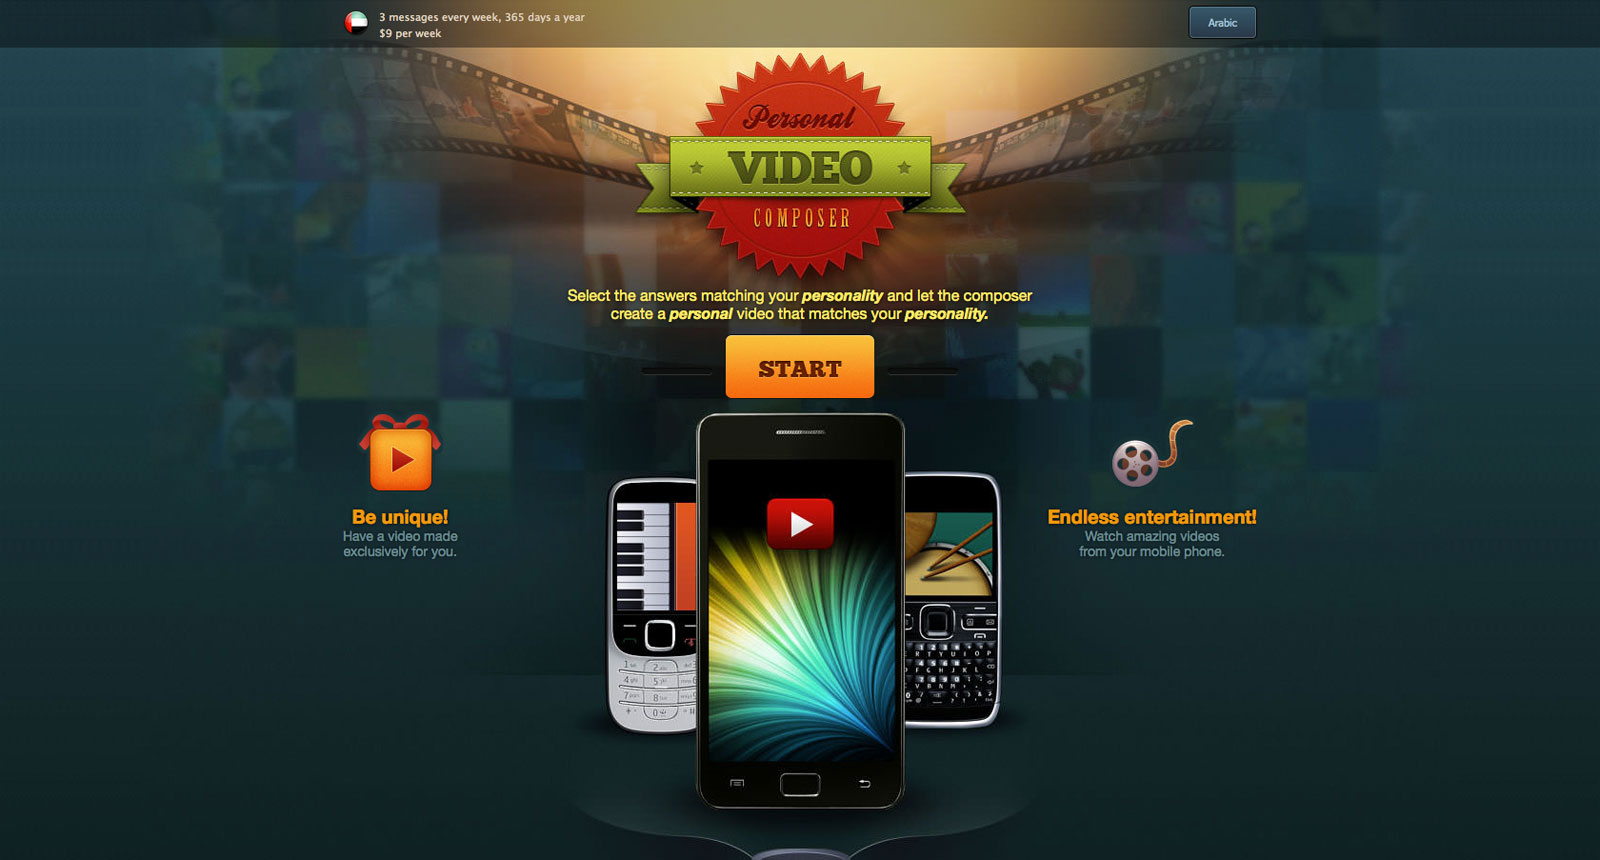 3 messages every week, 365 days a year
$9 per week
Arabic
Personal
VIDEO
COMPOSER
Select the answers matching your personality and let the composer
create a personal video that matches your personality.
START
Be unique!
Have a video made
exclusively for you.
Endless entertainment!
Watch amazing videos
from your mobile phone.